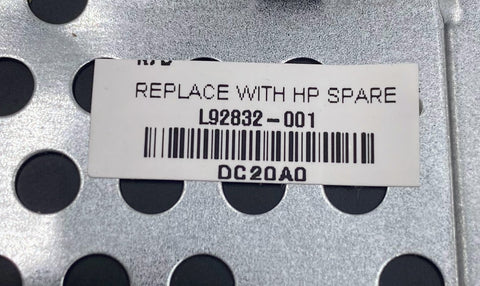 REPLACE WITH HP SPARE
L92832-001
DC20A0